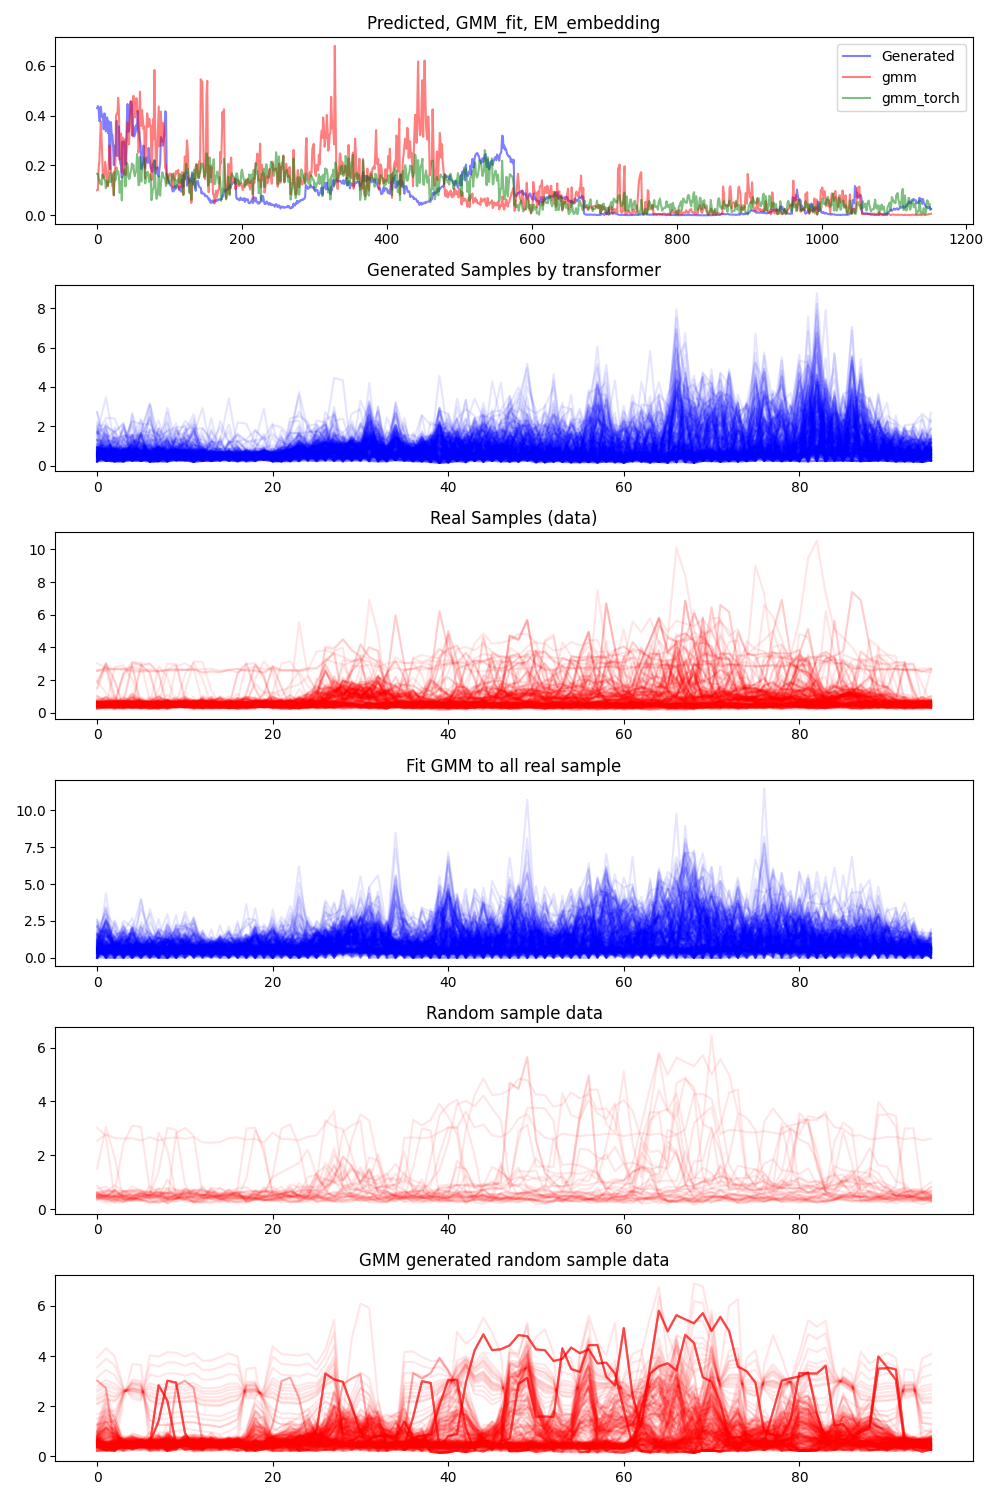 Predicted, GMM_fit, EM_embedding
Generated
gmm
gmm_torch
0.6
0.4
0.2
0.0
0 200 400 600 800 1000 1200
Generated Samples by transformer
8
6
4
2
0
0 20 40 60 80
Real Samples (data)
10
8
6
4
2
0
0 20 40 60 80
Fit GMM to all real sample
10.0
7.5
5.0
2.5
0.0
0 20 40 60 80
Random sample data
6
4
2
0
0 20 40 60 80
GMM generated random sample data
6
4
2
0
0 20 40 60 80